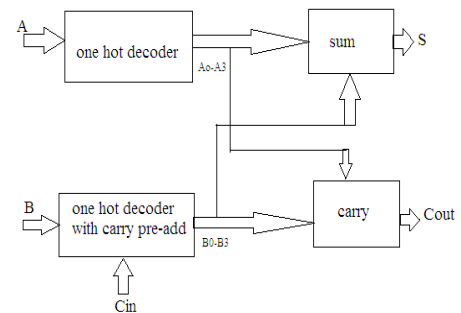 A
one hot decoder
Ao-A3
sum
S
B
one hot decoder
with carry pre-add
B0-B3
carry
Cout
Cin